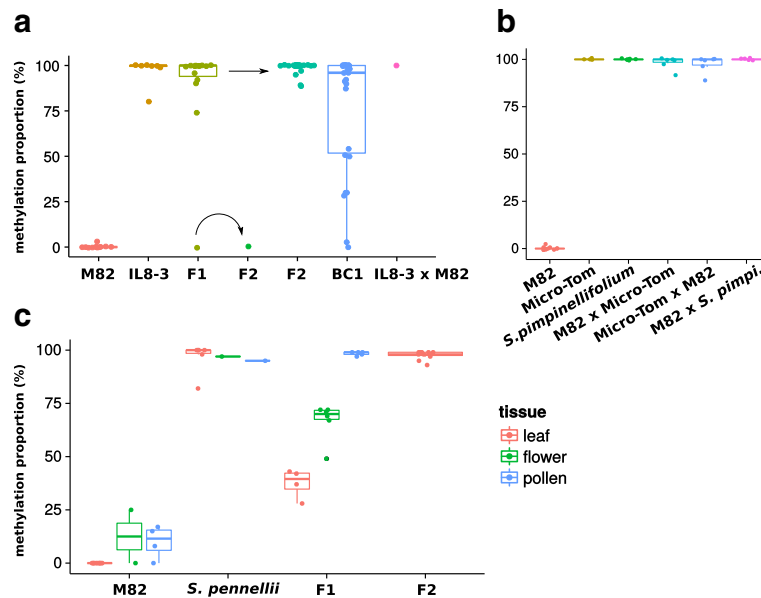 a
methylation proportion (%)
100
75
50
25
0
M82 IL8-3 F1 F2 F2 BC1 IL8-3 x M82
b
100
75
50
25
0
M82
Micro-Tom
S.pimpinellifolium
M82 x Micro-Tom
Micro-Tom x M82
M82 x S. pimpi.
c
methylation proportion (%)
100
75
50
25
0
M82 S. pennellii F1 F2
tissue
leaf
flower
pollen